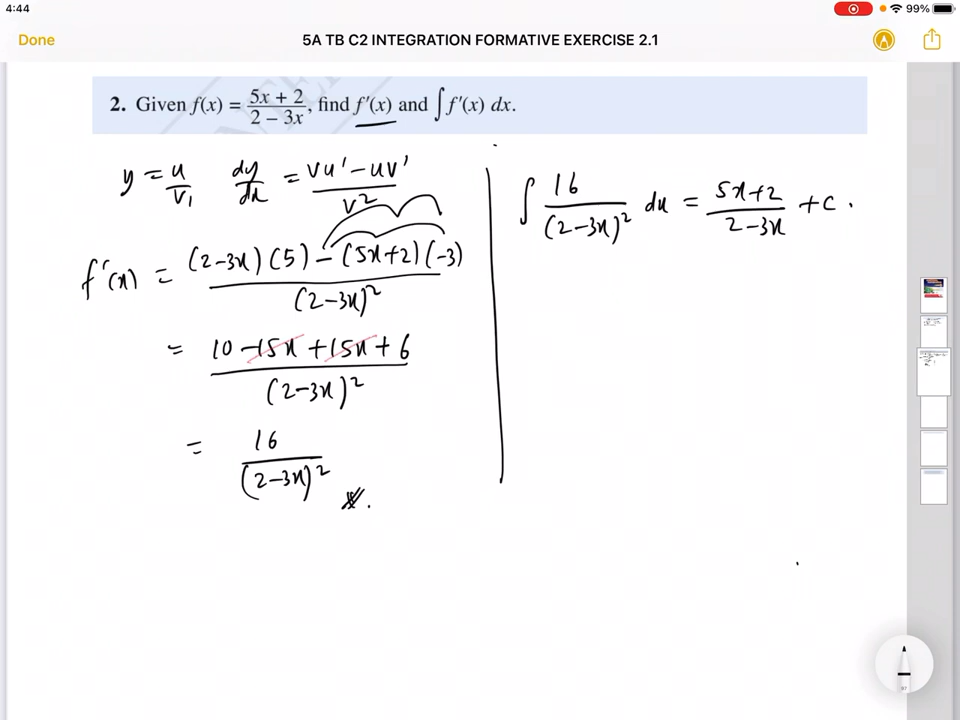 4:44
99%
Done
5A TB C2 INTEGRATION FORMATIVE EXERCISE 2.1
2. Given f(x) = (5x + 2)/(2 – 3x), find f'(x) and ∫ f'(x) dx.
y = u/v, dy/dx = (vu' - uv')/v²
f'(x) = ((2-3x)(5) - (5x+2)(-3))/(2-3x)²
= (10 - 15x + 15x + 6)/(2-3x)²
= 16/(2-3x)²
∫ 16/(2-3x)² dx = (5x+2)/(2-3x) + c.
97